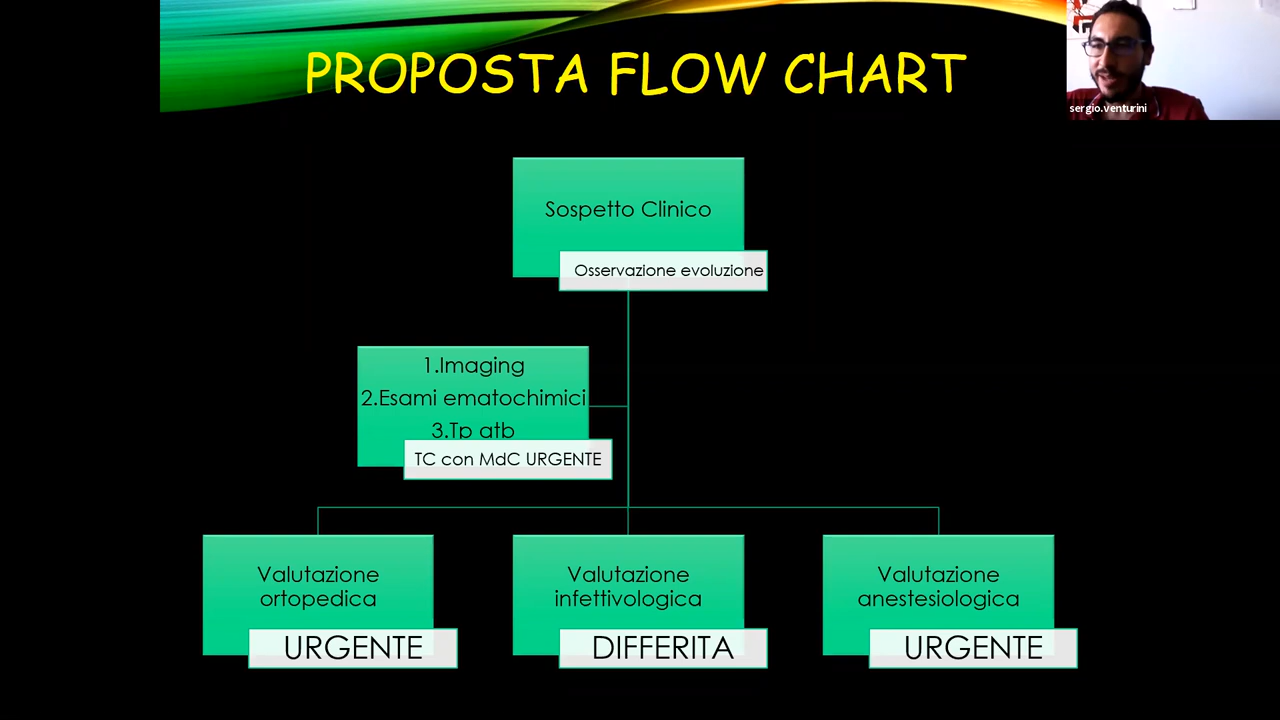 PROPOSTA FLOW CHART
sergio.venturini
Sospetto Clinico
Osservazione evoluzione
1.Imaging
2.Esami ematochimici
3.Tp atb
TC con MdC URGENTE
Valutazione
ortopedica
URGENTE
Valutazione
infettivologica
DIFFERITA
Valutazione
anestesiologica
URGENTE